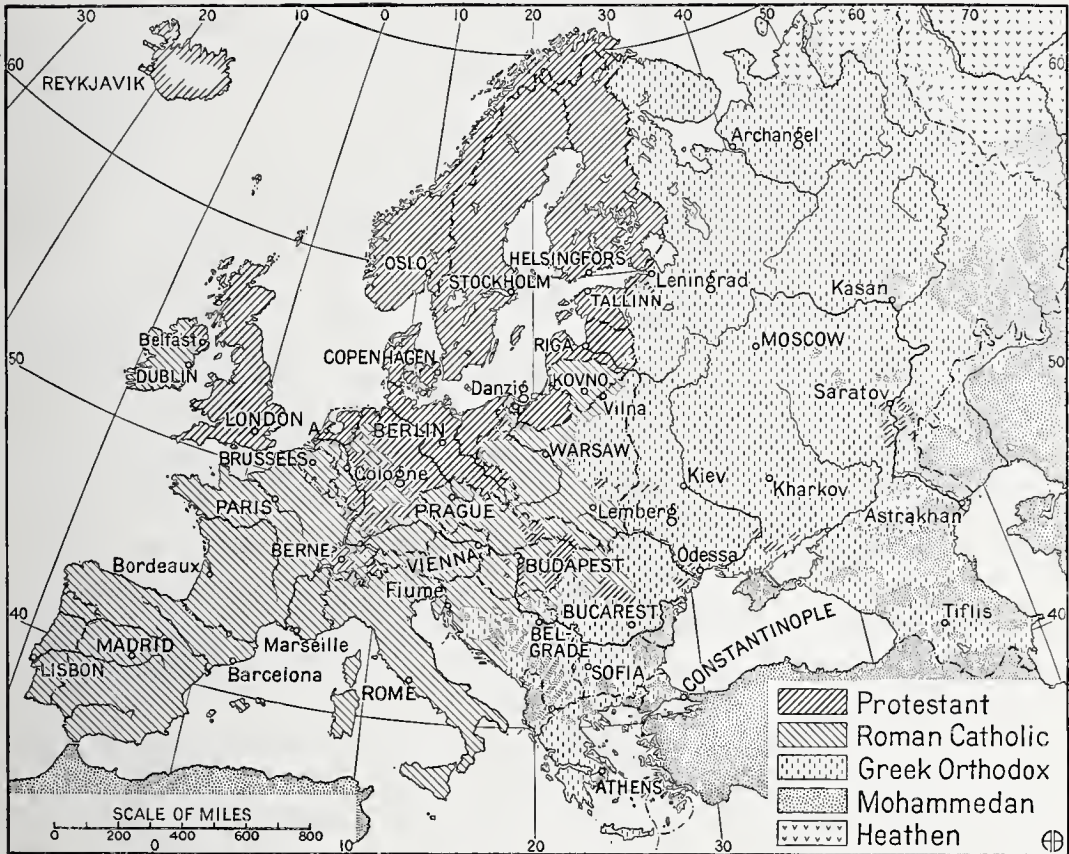 30
20
10
0
10
20
30
40
50
60
70
60
60
REYKJAVIK
Archangel
OSLO
HELSINGFORS
STOCKHOLM
Leningrad
TALLINN
Kasan
50
Belfast
DUBLIN
COPENHAGEN
RIGA
MOSCOW
50
Danzig
KOVNO
Vilna
Saratov
LONDON
A
BERLIN
WARSAW
BRUSSELS
Cologne
Kiev
Kharkov
PARIS
PRAGUE
Lemberg
Astrakhan
BERNE
VIENNA
BUDAPEST
Odessa
Bordeaux
Fiume
BUCAREST
Tiflis
40
40
MADRID
Marseille
BEL-
GRADE
CONSTANTINOPLE
LISBON
Barcelona
ROME
SOFIA
ATHENS
Protestant
Roman Catholic
Greek Orthodox
Mohammedan
Heathen
SCALE OF MILES
0 200 400 600 800
0
10
20
30